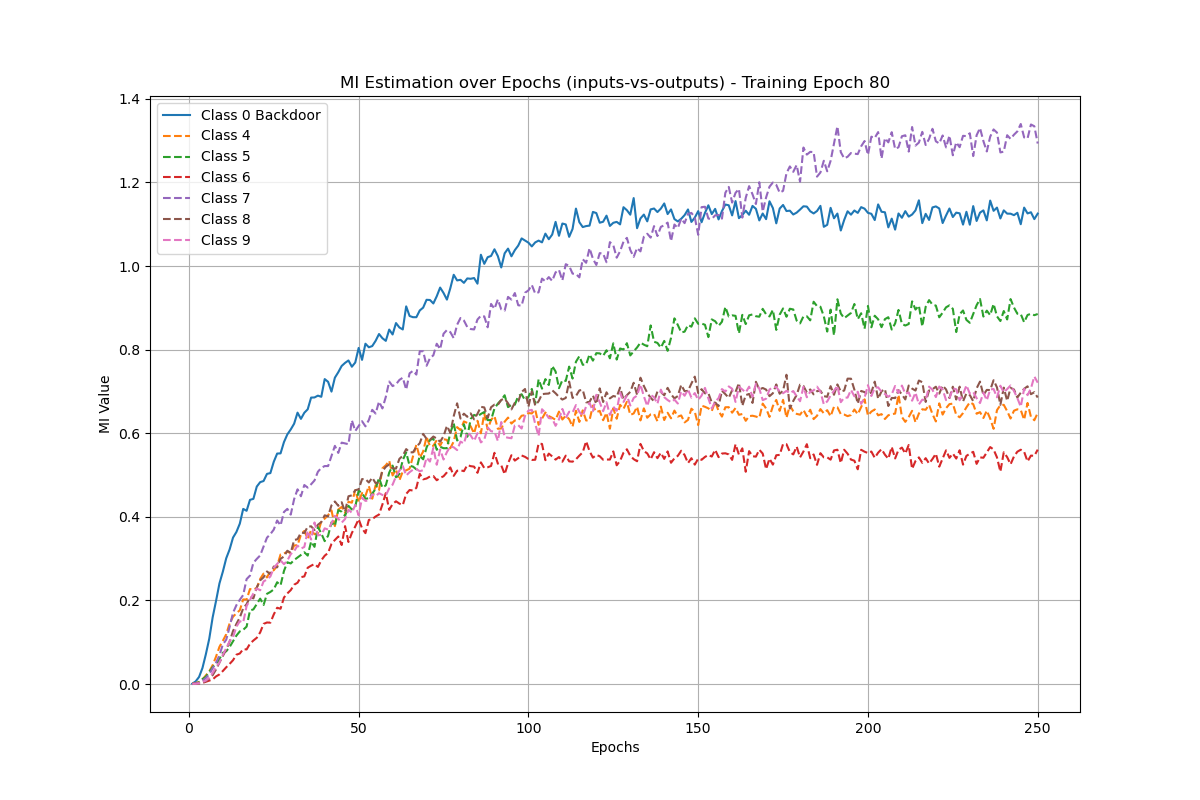 MI Estimation over Epochs (inputs-vs-outputs) - Training Epoch 80
1.4
1.2
1.0
0.8
0.6
0.4
0.2
0.0
MI Value
Class 0 Backdoor
Class 4
Class 5
Class 6
Class 7
Class 8
Class 9
0 50 100 150 200 250
Epochs